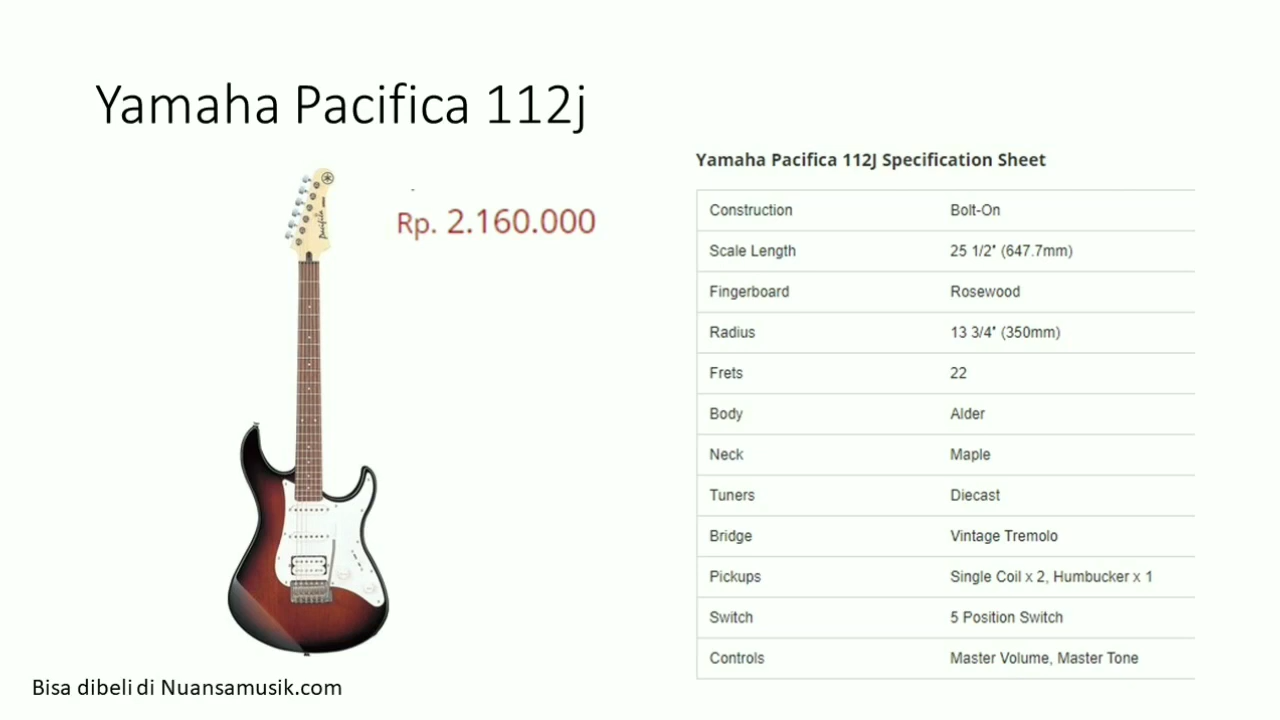 Yamaha Pacifica 112j
Pacifica
Rp. 2.160.000
Yamaha Pacifica 112J Specification Sheet
Construction Bolt-On
Scale Length 25 1/2" (647.7mm)
Fingerboard Rosewood
Radius 13 3/4" (350mm)
Frets 22
Body Alder
Neck Maple
Tuners Diecast
Bridge Vintage Tremolo
Pickups Single Coil x 2, Humbucker x 1
Switch 5 Position Switch
Controls Master Volume, Master Tone
Bisa dibeli di Nuansamusik.com